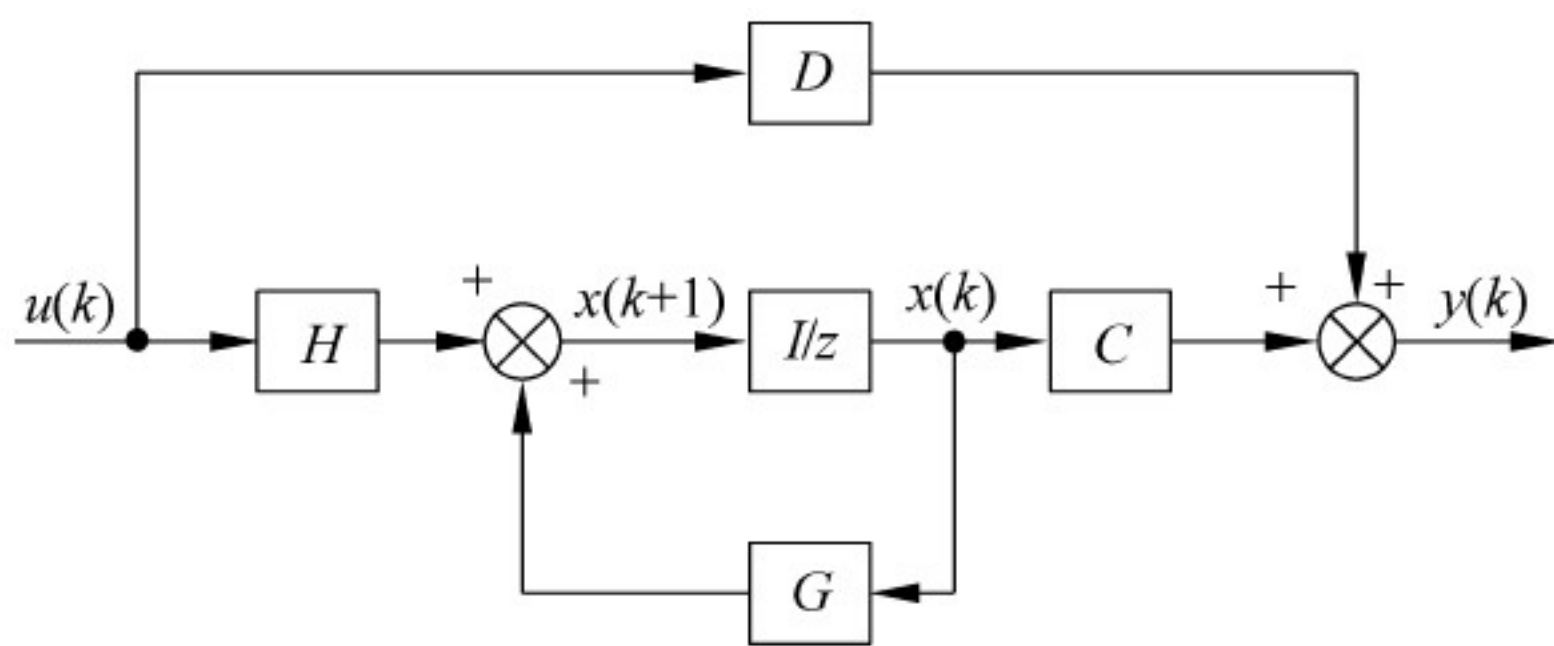 D
u(k) H + + x(k+1) I/z x(k) C + + y(k)
G